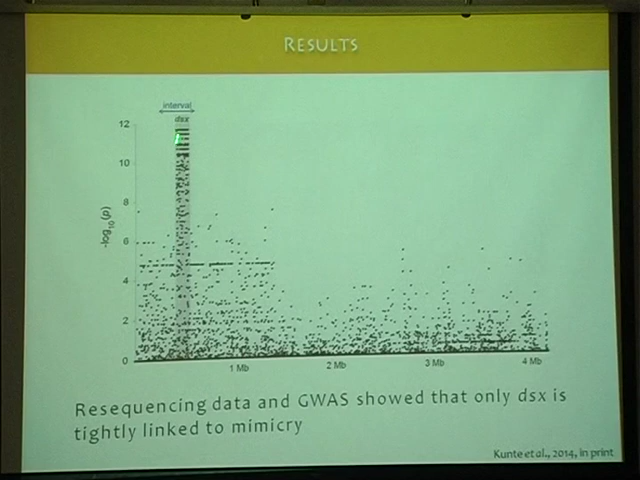 RESULTS
interval
dsx
12
10
8
6
4
2
0
-log10(p)
1 Mb
2 Mb
3 Mb
4 Mb
Resequencing data and GWAS showed that only dsx is
tightly linked to mimicry
Kunte et al., 2014, in print